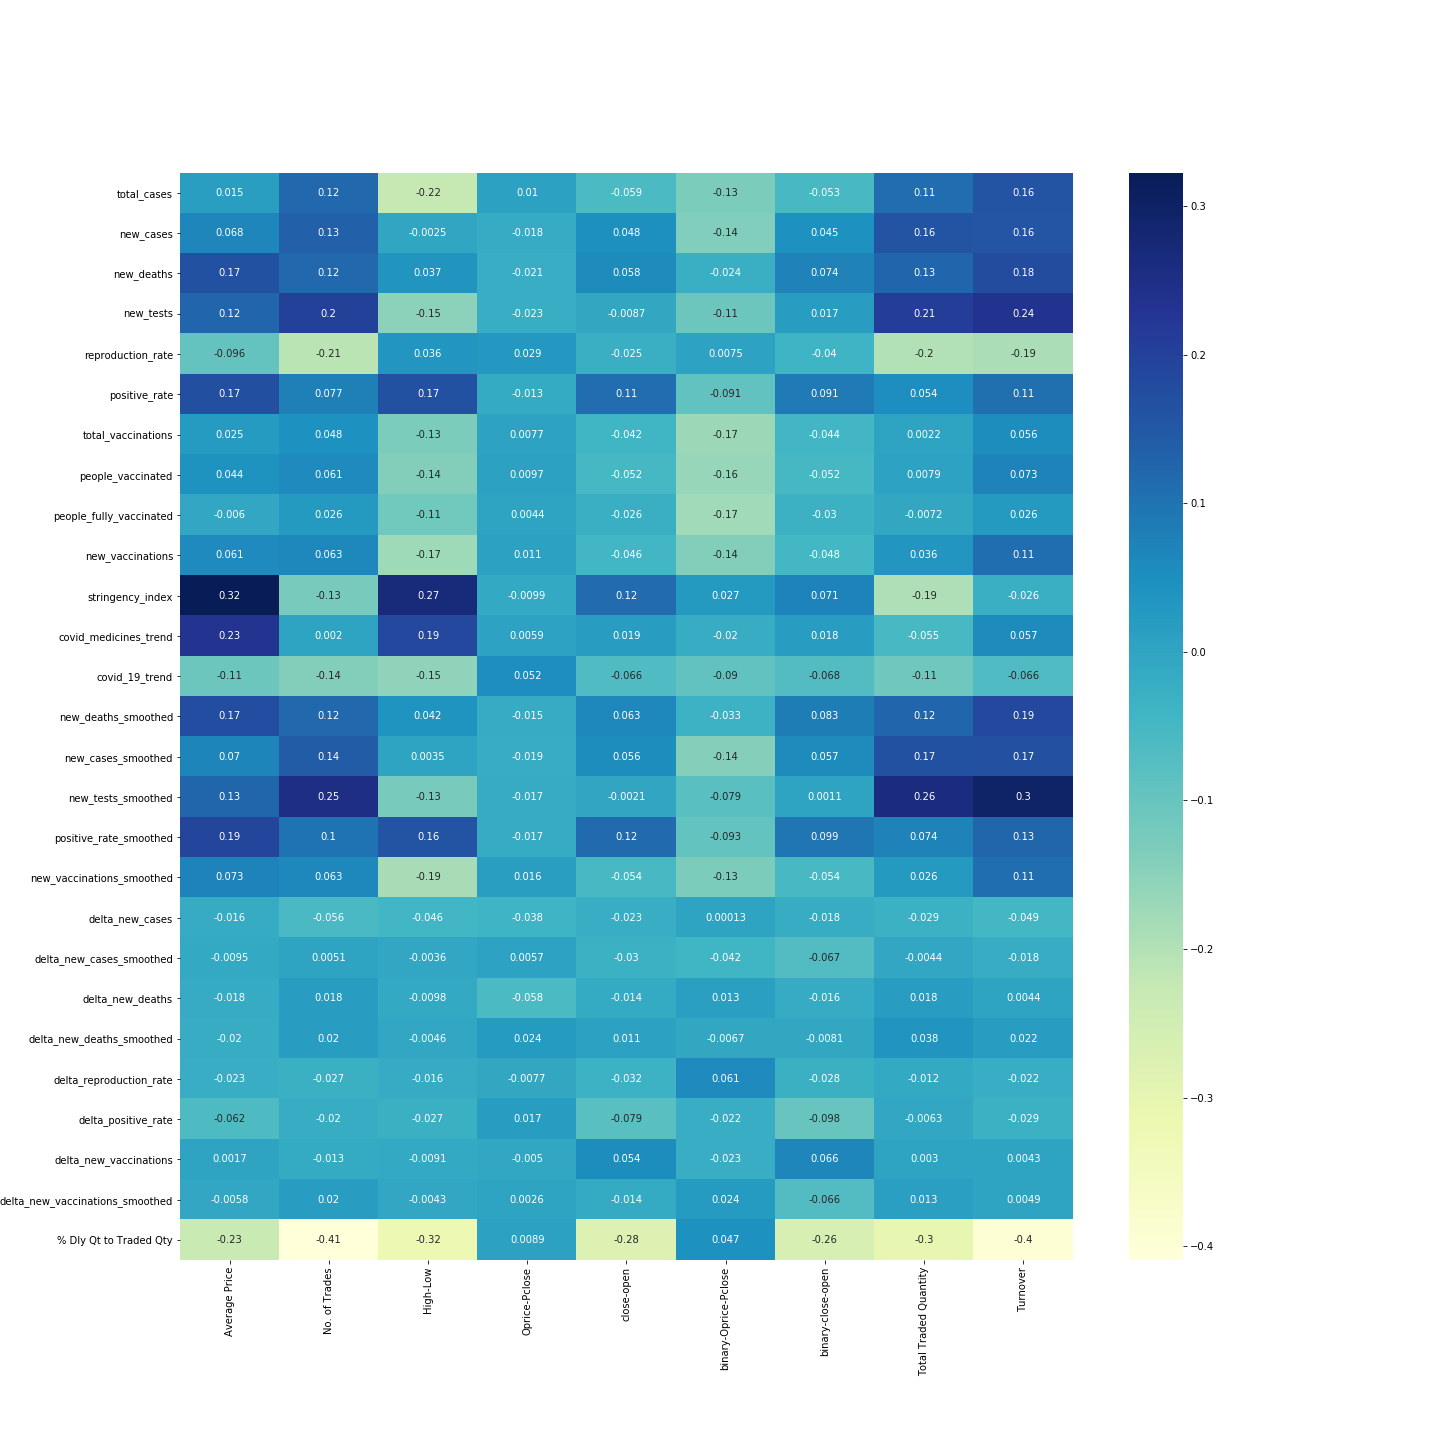 total_cases 0.015 0.12 -0.22 0.01 -0.059 -0.13 -0.053 0.11 0.16
new_cases 0.068 0.13 -0.0025 -0.018 0.048 -0.14 0.045 0.16 0.16
new_deaths 0.17 0.12 0.037 -0.021 0.058 -0.024 0.074 0.13 0.18
new_tests 0.12 0.2 -0.15 -0.023 -0.0087 -0.11 0.017 0.21 0.24
reproduction_rate -0.096 -0.21 0.036 0.029 -0.025 0.0075 -0.04 -0.2 -0.19
positive_rate 0.17 0.077 0.17 -0.013 0.11 -0.091 0.091 0.054 0.11
total_vaccinations 0.025 0.048 -0.13 0.0077 -0.042 -0.17 -0.044 0.0022 0.056
people_vaccinated 0.044 0.061 -0.14 0.0097 -0.052 -0.16 -0.052 0.0079 0.073
people_fully_vaccinated -0.006 0.026 -0.11 0.0044 -0.026 -0.17 -0.03 -0.0072 0.026
new_vaccinations 0.061 0.063 -0.17 0.011 -0.046 -0.14 -0.048 0.036 0.11
stringency_index 0.32 -0.13 0.27 -0.0099 0.12 0.027 0.071 -0.19 -0.026
covid_medicines_trend 0.23 0.002 0.19 0.0059 0.019 -0.02 0.018 -0.055 0.057
covid_19_trend -0.11 -0.14 -0.15 0.052 -0.066 -0.09 -0.068 -0.11 -0.066
new_deaths_smoothed 0.17 0.12 0.042 -0.015 0.063 -0.033 0.083 0.12 0.19
new_cases_smoothed 0.07 0.14 0.0035 -0.019 0.056 -0.14 0.057 0.17 0.17
new_tests_smoothed 0.13 0.25 -0.13 -0.017 -0.0021 -0.079 0.0011 0.26 0.3
positive_rate_smoothed 0.19 0.1 0.16 -0.017 0.12 -0.093 0.099 0.074 0.13
new_vaccinations_smoothed 0.073 0.063 -0.19 0.016 -0.054 -0.13 -0.054 0.026 0.11
delta_new_cases -0.016 -0.056 -0.046 -0.038 -0.023 0.00013 -0.018 -0.029 -0.049
delta_new_cases_smoothed -0.0095 0.0051 -0.0036 0.0057 -0.03 -0.042 -0.067 -0.0044 -0.018
delta_new_deaths -0.018 0.018 -0.0098 -0.058 -0.014 0.013 -0.016 0.018 0.0044
delta_new_deaths_smoothed -0.02 0.02 -0.0046 0.024 0.011 -0.0067 -0.0081 0.038 0.022
delta_reproduction_rate -0.023 -0.027 -0.016 -0.0077 -0.032 0.061 -0.028 -0.012 -0.022
delta_positive_rate -0.062 -0.02 -0.027 0.017 -0.079 -0.022 -0.098 -0.0063 -0.029
delta_new_vaccinations 0.0017 -0.013 -0.0091 -0.005 0.054 -0.023 0.066 0.003 0.0043
delta_new_vaccinations_smoothed -0.0058 0.02 -0.0043 0.0026 -0.014 0.024 -0.066 0.013 0.0049
% Dly Qt to Traded Qty -0.23 -0.41 -0.32 0.0089 -0.28 0.047 -0.26 -0.3 -0.4
Average Price
No. of Trades
High-Low
Oprice-Pclose
close-open
binary-Oprice-Pclose
binary-close-open
Total Traded Quantity
Turnover
0.3
0.2
0.1
0.0
−0.1
−0.2
−0.3
−0.4